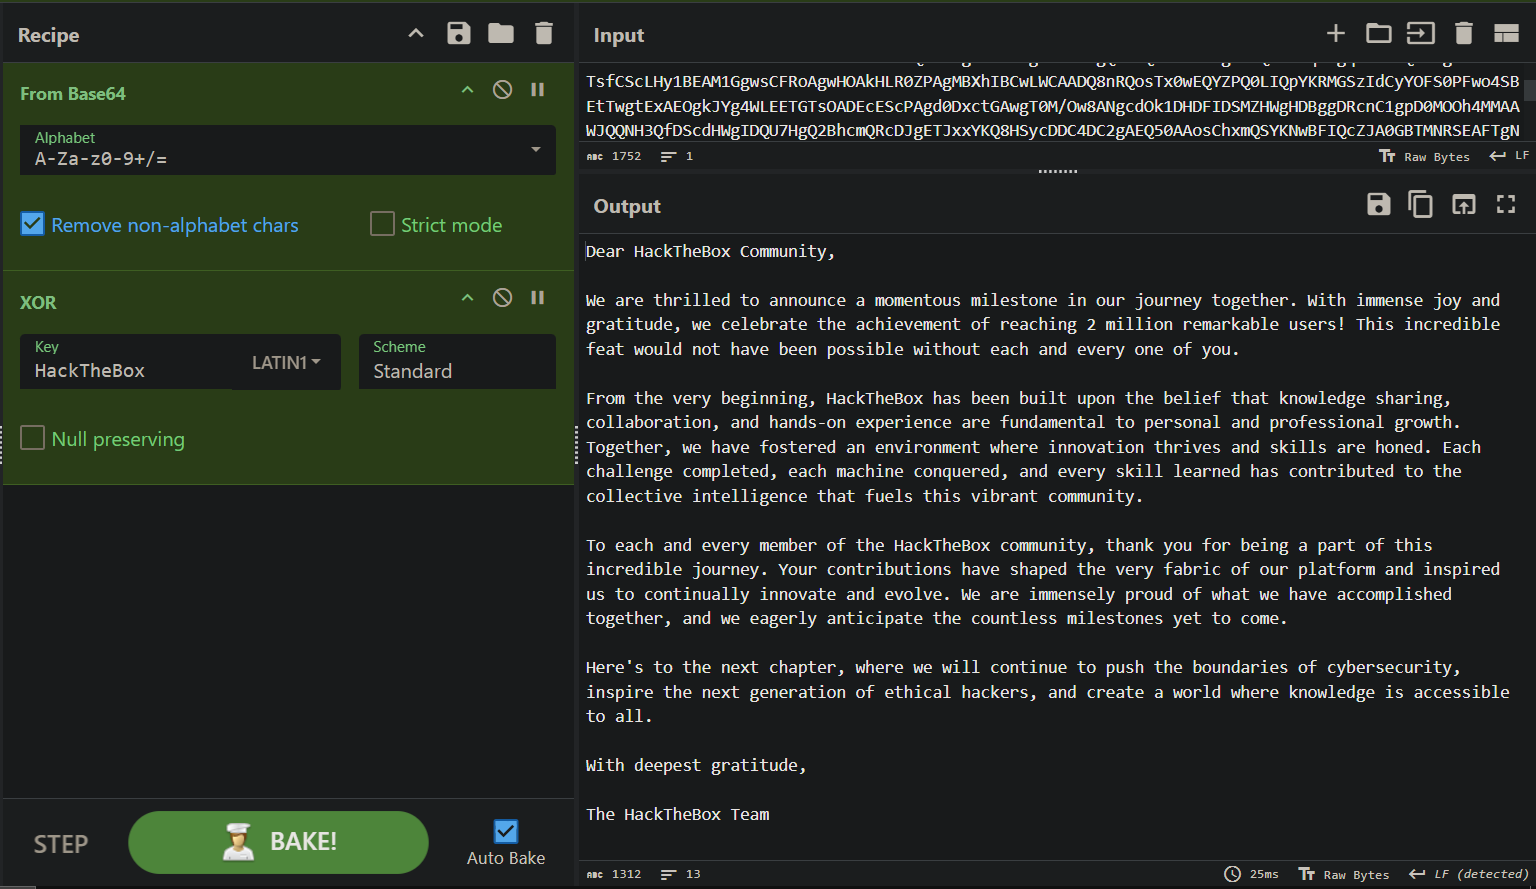 Recipe
From Base64
Alphabet
A-Za-z0-9+/=
Remove non-alphabet chars
Strict mode
XOR
Key
HackTheBox
LATIN1
Scheme
Standard
Null preserving
STEP
BAKE!
Auto Bake
Input
TsfCScLHy1BEAM1GgwsCFRoAgwHOAkHLR0ZPAgMBXhIBCwLWCAADQ8nRQosTx0wEQYZPQ0LIQpYKRMGSzIdCyYOFS0PFwo4SB
EtTwgtExAEOgkJYg4WLEETGTsOADEcEScPAgd0DxctGAwgT0M/Ow8ANgcdOk1DHDFIDSMZHWgHDBggDRcnC1gpD0MOOh4MMAA
WJQQNH3QfDScdHWgIDQU7HgQ2BhcmQRcDJgETJxxYKQ8HSycDDC4DC2gAEQ50AAosChxmQSYKNwBFIQcZJA0GBTMNRSEAFTgN
ABC 1752
1
Raw Bytes
LF
Output
Dear HackTheBox Community,
We are thrilled to announce a momentous milestone in our journey together. With immense joy and
gratitude, we celebrate the achievement of reaching 2 million remarkable users! This incredible
feat would not have been possible without each and every one of you.
From the very beginning, HackTheBox has been built upon the belief that knowledge sharing,
collaboration, and hands-on experience are fundamental to personal and professional growth.
Together, we have fostered an environment where innovation thrives and skills are honed. Each
challenge completed, each machine conquered, and every skill learned has contributed to the
collective intelligence that fuels this vibrant community.
To each and every member of the HackTheBox community, thank you for being a part of this
incredible journey. Your contributions have shaped the very fabric of our platform and inspired
us to continually innovate and evolve. We are immensely proud of what we have accomplished
together, and we eagerly anticipate the countless milestones yet to come.
Here's to the next chapter, where we will continue to push the boundaries of cybersecurity,
inspire the next generation of ethical hackers, and create a world where knowledge is accessible
to all.
With deepest gratitude,
The HackTheBox Team
ABC 1312
13
25ms
Raw Bytes
LF (detected)